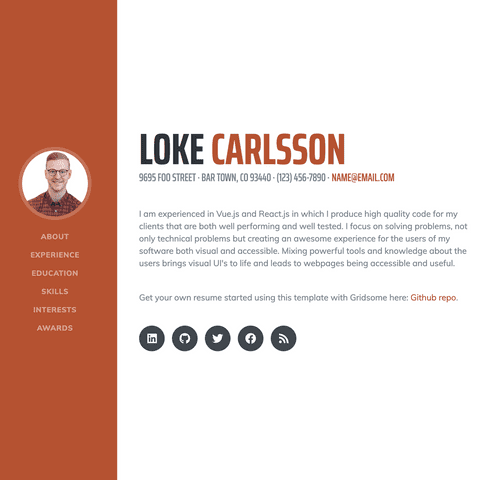 ABOUT
EXPERIENCE
EDUCATION
SKILLS
INTERESTS
AWARDS
LOKE CARLSSON
9695 FOO STREET · BAR TOWN, CO 93440 · (123) 456-7890 · NAME@EMAIL.COM
I am experienced in Vue.js and React.js in which I produce high quality code for my
clients that are both well performing and well tested. I focus on solving problems, not
only technical problems but creating an awesome experience for the users of my
software both visual and accessible. Mixing powerful tools and knowledge about the
users brings visual UI's to life and leads to webpages being accessible and useful.
Get your own resume started using this template with Gridsome here: Github repo.